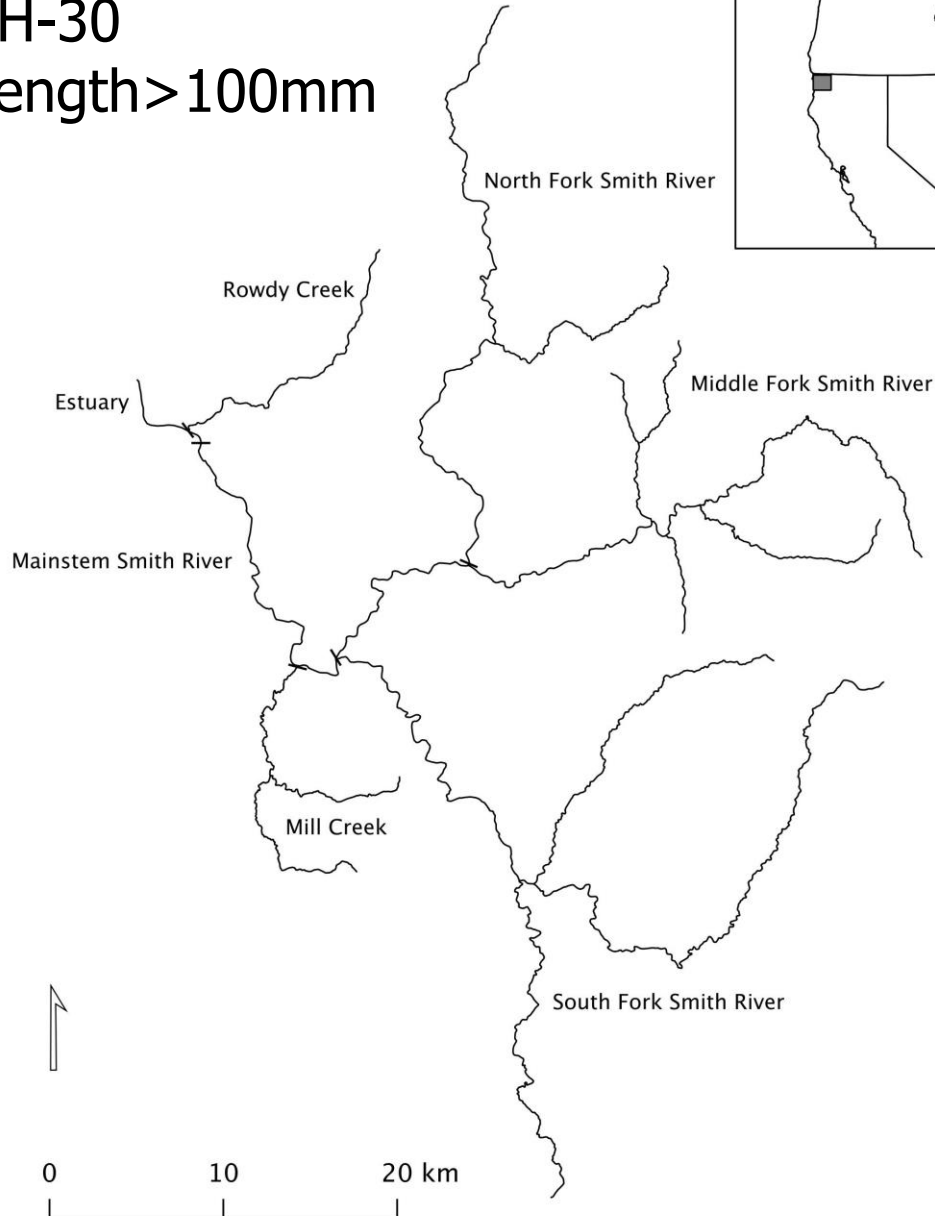 H-30
ength>100mm
North Fork Smith River
Rowdy Creek
Middle Fork Smith River
Estuary
Mainstem Smith River
Mill Creek
South Fork Smith River
0 10 20 km